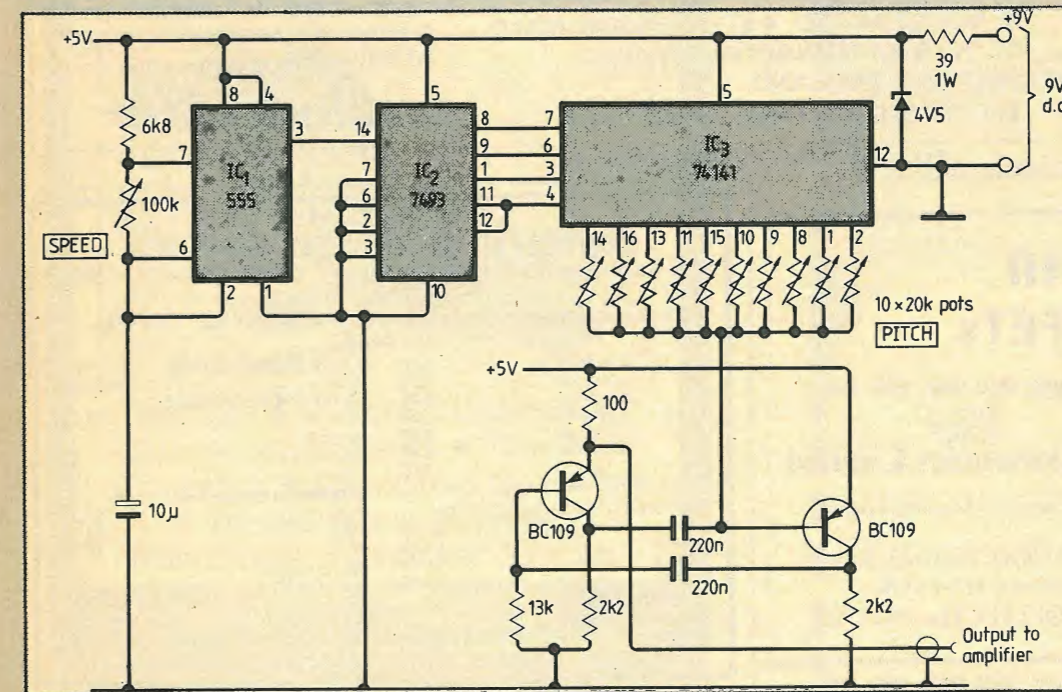 +5V
+9V
39
1W
9V
d.c
4V5
6k8
8
4
3
7
IC1
555
100k
SPEED
6
2
1
5
14
7
6
2
3
IC2
7493
8
9
1
11
12
10
5
7
6
3
4
IC3
74141
12
14 16 13 11 15 10 9 8 1 2
10 x 20k pots
PITCH
+5V
100
10µ
BC109
220n
220n
BC109
13k
2k2
2k2
Output to
amplifier